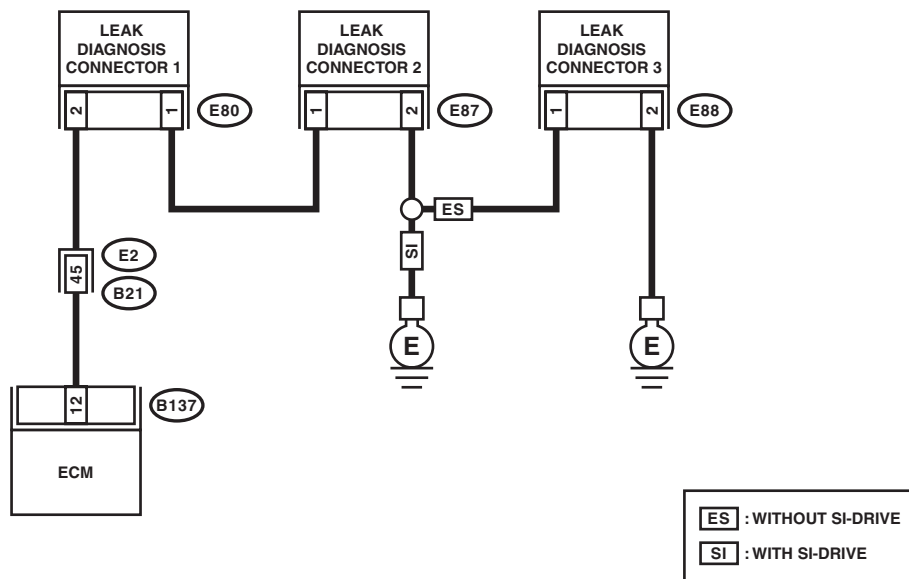 LEAK
DIAGNOSIS
CONNECTOR 1
LEAK
DIAGNOSIS
CONNECTOR 2
LEAK
DIAGNOSIS
CONNECTOR 3
2
1
E80
1
2
E87
1
2
E88
ES
SI
45
E2
B21
E
E
12
B137
ECM
ES : WITHOUT SI-DRIVE
SI : WITH SI-DRIVE